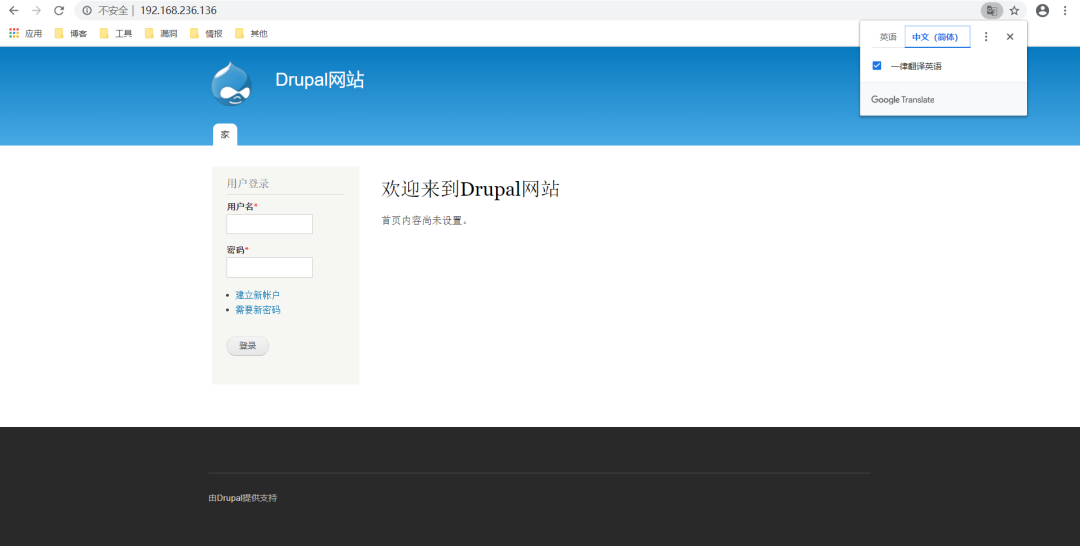 不安全 | 192.168.236.136
应用 博客 工具 漏洞 情报 其他
英语 中文（简体）
一律翻译英语
Google Translate
Drupal网站
家
用户登录
用户名*
密码*
建立新帐户
需要新密码
登录
欢迎来到Drupal网站
首页内容尚未设置。
由Drupal提供支持